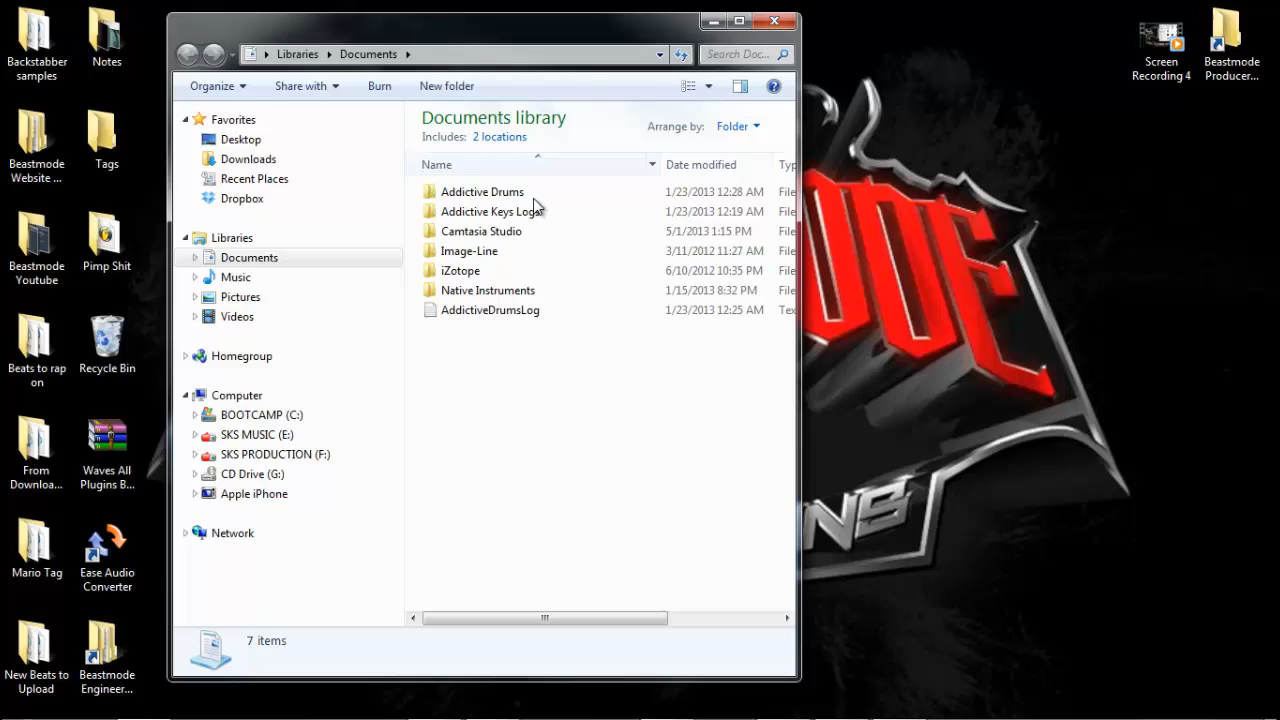 Backstabber samples
Notes
Beastmode Website ...
Tags
Beastmode Youtube
Pimp Shit
Beats to rap on
Recycle Bin
From Downloa...
Waves All Plugins B...
Mario Tag
Ease Audio Converter
New Beats to Upload
Beastmode Engineer...
Libraries
Documents
Search Doc...
Organize
Share with
Burn
New folder
Favorites
Desktop
Downloads
Recent Places
Dropbox
Libraries
Documents
Music
Pictures
Videos
Homegroup
Computer
BOOTCAMP (C:)
SKS MUSIC (E:)
SKS PRODUCTION (F:)
CD Drive (G:)
Apple iPhone
Network
Documents library
Includes: 2 locations
Arrange by: Folder
Name Date modified Ty
Addictive Drums 1/23/2013 12:28 AM File
Addictive Keys Logs 1/23/2013 12:19 AM File
Camtasia Studio 5/1/2013 1:15 PM File
Image-Line 3/11/2012 11:27 AM File
iZotope 6/10/2012 10:35 PM File
Native Instruments 1/15/2013 8:32 PM File
AddictiveDrumsLog 1/23/2013 12:25 AM Tex
7 items
Screen Recording 4
Beastmode Producer...
ODE
NS